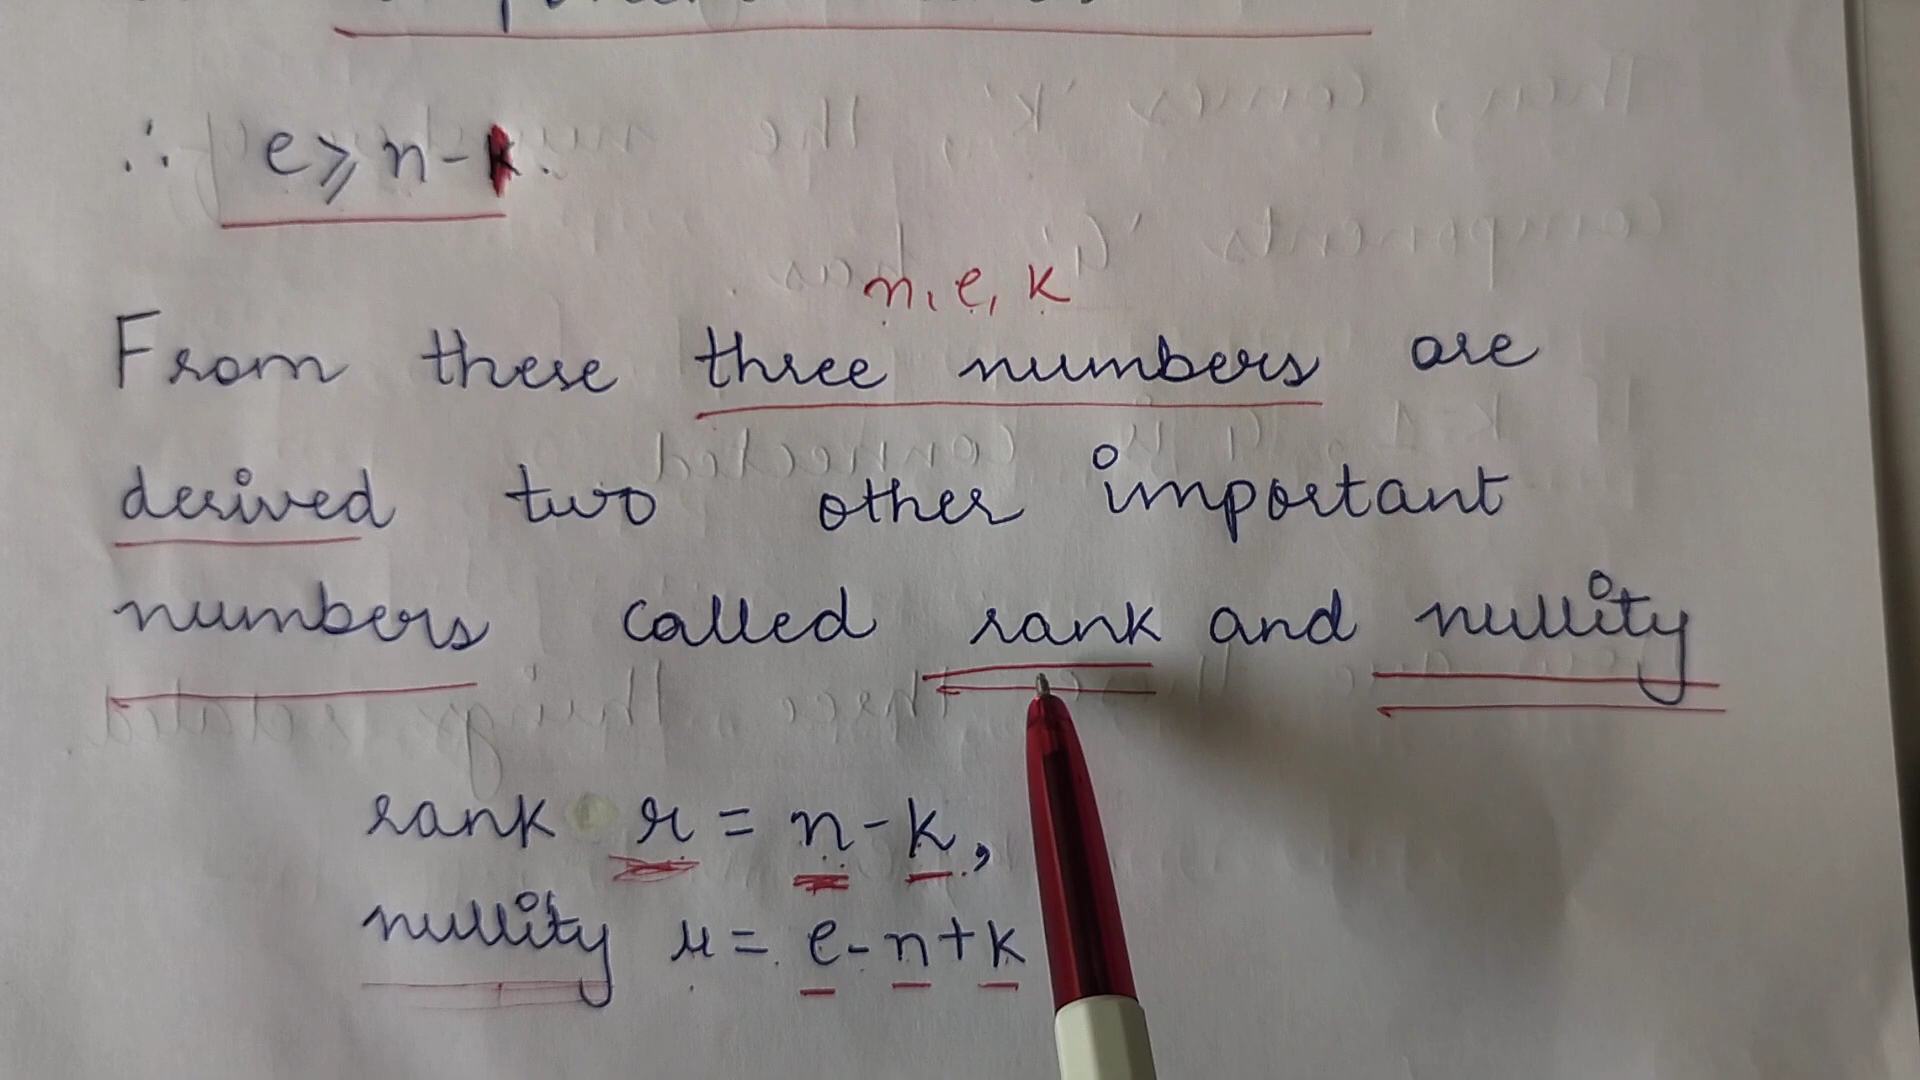 ∴ e ⩾ n - k.
n, e, k
From these three numbers are
derived two other important
numbers called rank and nullity
rank r = n - k,
nullity μ = e - n + k